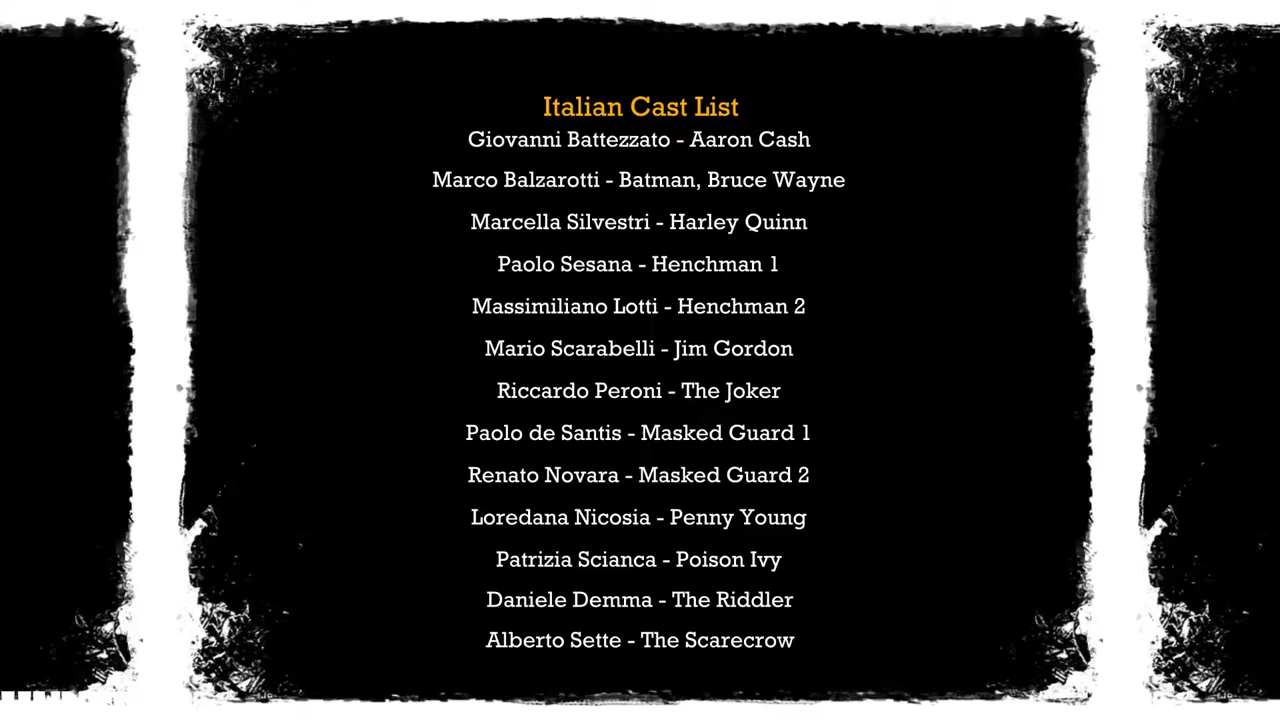 Italian Cast List
Giovanni Battezzato - Aaron Cash
Marco Balzarotti - Batman, Bruce Wayne
Marcella Silvestri - Harley Quinn
Paolo Sesana - Henchman 1
Massimiliano Lotti - Henchman 2
Mario Scarabelli - Jim Gordon
Riccardo Peroni - The Joker
Paolo de Santis - Masked Guard 1
Renato Novara - Masked Guard 2
Loredana Nicosia - Penny Young
Patrizia Scianca - Poison Ivy
Daniele Demma - The Riddler
Alberto Sette - The Scarecrow